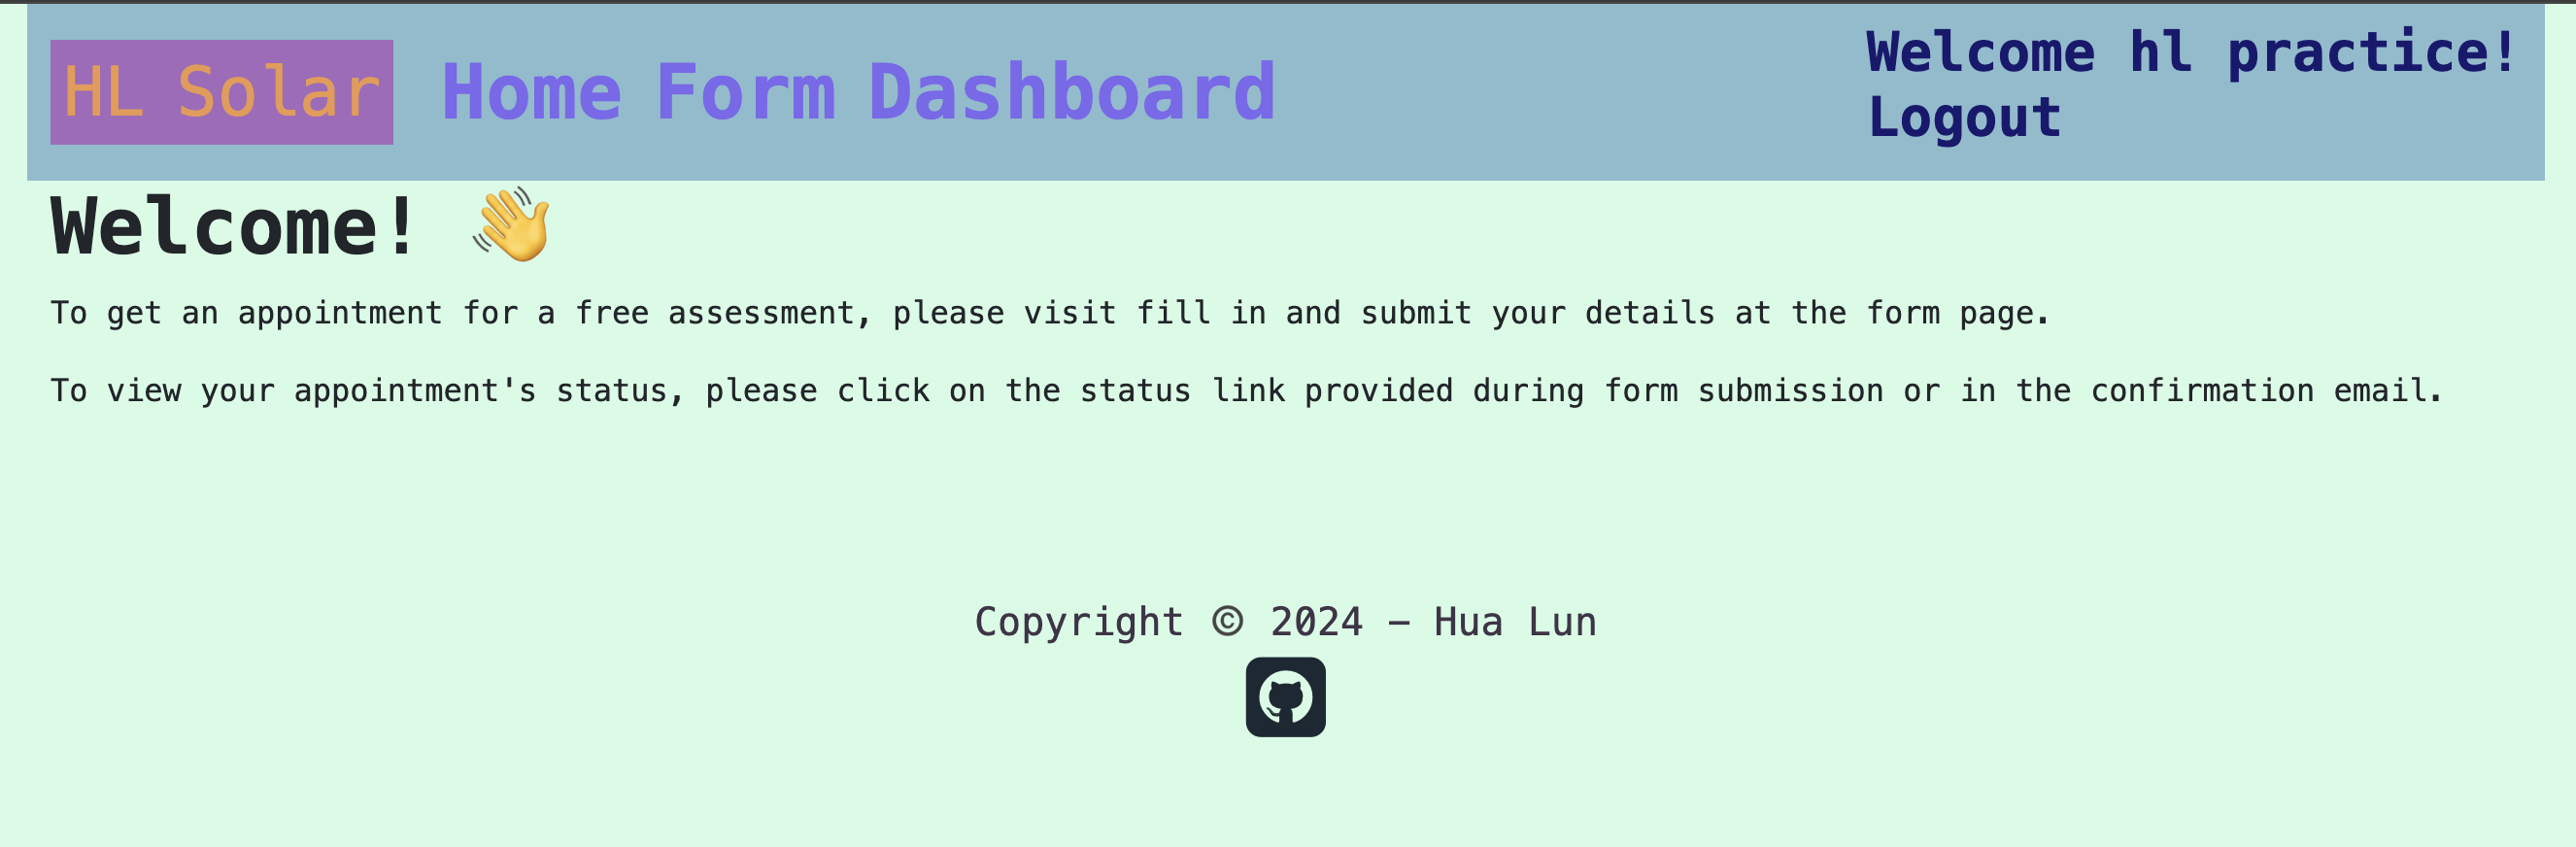 HL Solar Home Form Dashboard
Welcome hl practice!
Logout
Welcome! 👋
To get an appointment for a free assessment, please visit fill in and submit your details at the form page.
To view your appointment's status, please click on the status link provided during form submission or in the confirmation email.
Copyright © 2024 – Hua Lun